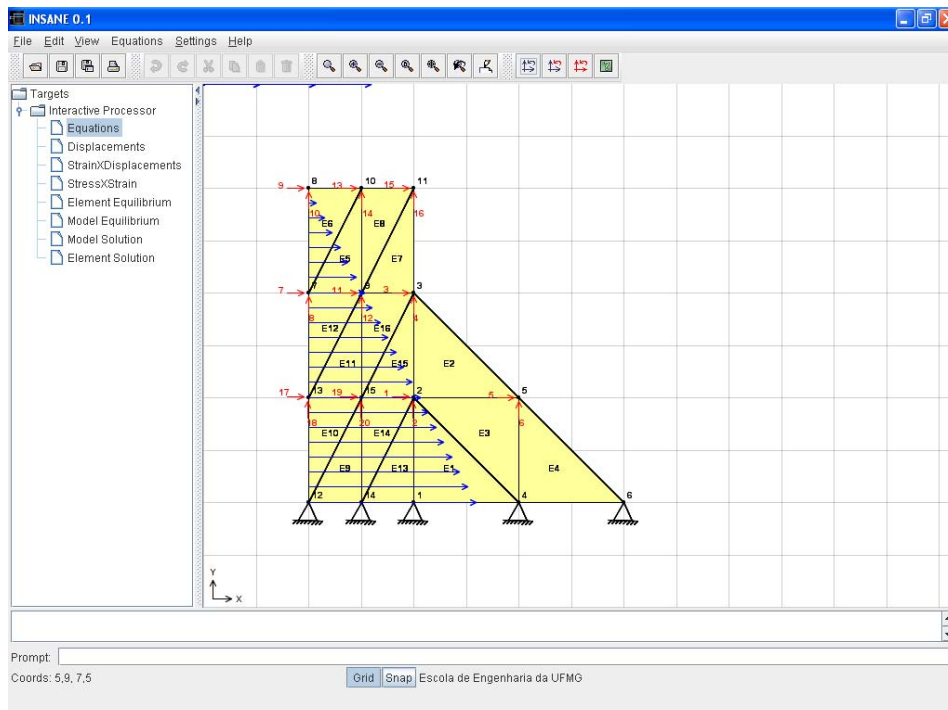 INSANE 0.1
File Edit View Equations Settings Help
Targets
Interactive Processor
Equations
Displacements
StrainXDisplacements
StressXStrain
Element Equilibrium
Model Equilibrium
Model Solution
Element Solution
9 8 13 10 15 11
10 14 16
E6 E8
E5 E7
7 7 11 9 3 3
8 12 4
E12 E16
E11 E15 E2
17 13 19 15 1 2 5 5
18 20 2 6
E10 E14 E3
E9 E13 E1 E4
12 14 1 4 6
Y
X
Prompt:
Coords: 5,9, 7,5 Grid Snap Escola de Engenharia da UFMG